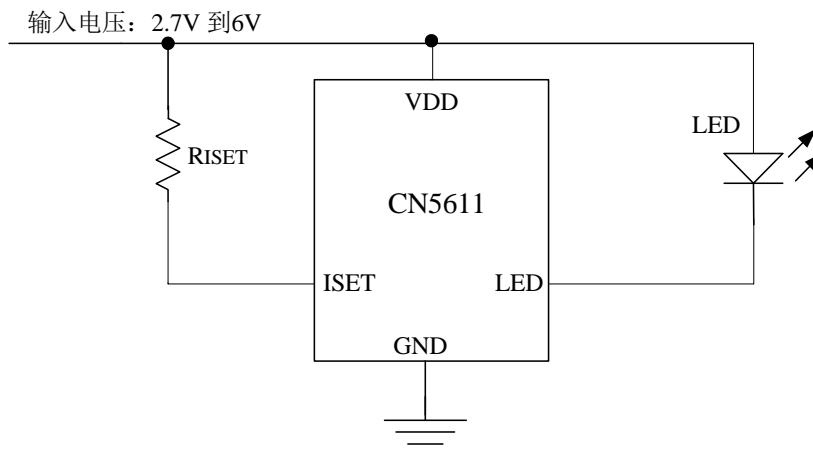 输入电压：2.7V 到6V
VDD
LED
RISET
CN5611
ISET
LED
GND